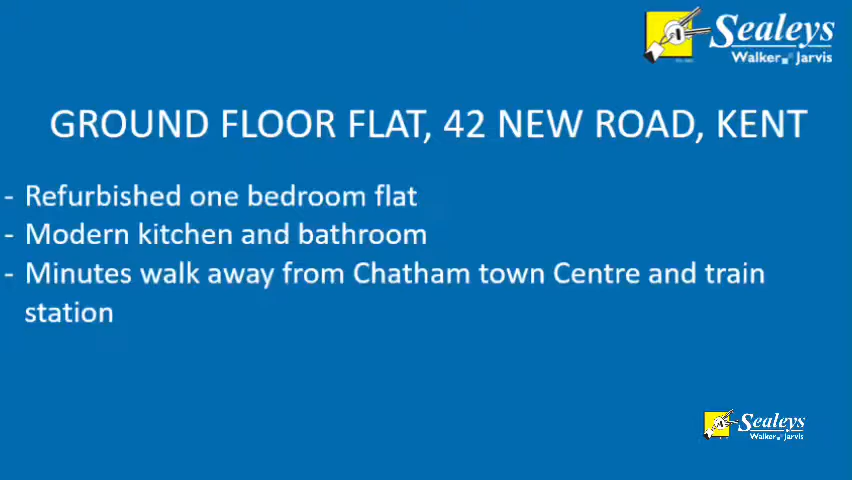 Sealeys
Walker Jarvis
GROUND FLOOR FLAT, 42 NEW ROAD, KENT
- Refurbished one bedroom flat
- Modern kitchen and bathroom
- Minutes walk away from Chatham town Centre and train
station
Sealeys
Walker Jarvis